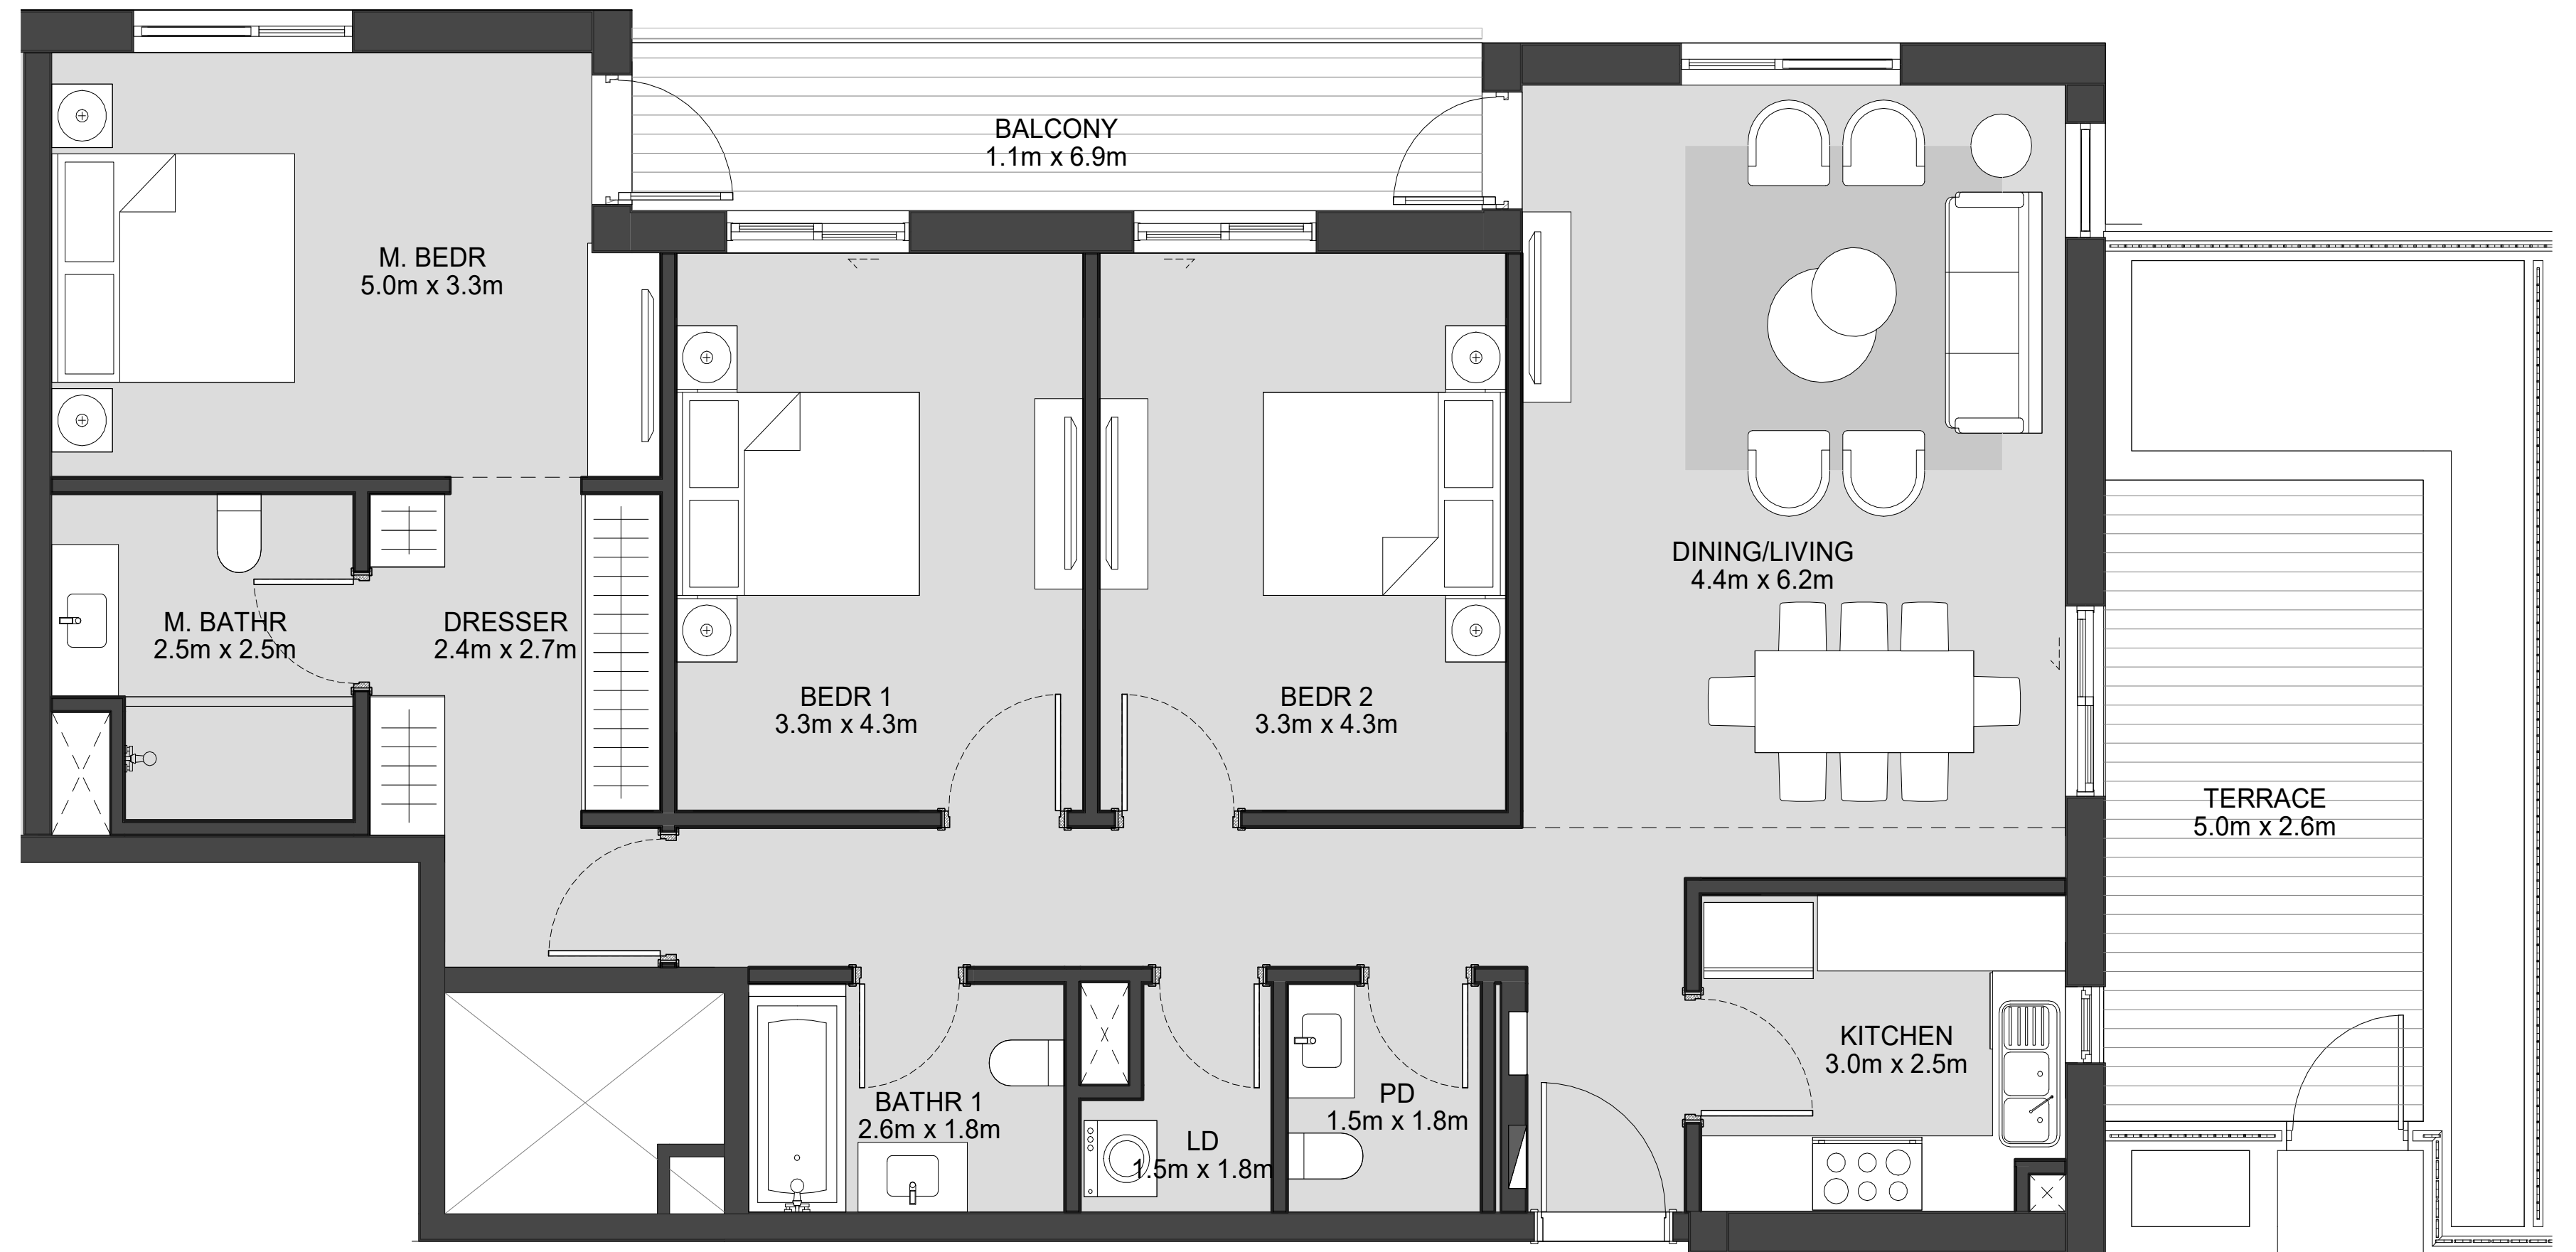 BALCONY
1.1m x 6.9m
M. BEDR
5.0m x 3.3m
DINING/LIVING
4.4m x 6.2m
M. BATHR
2.5m x 2.5m
DRESSER
2.4m x 2.7m
BEDR 1
3.3m x 4.3m
BEDR 2
3.3m x 4.3m
TERRACE
5.0m x 2.6m
KITCHEN
3.0m x 2.5m
BATHR 1
2.6m x 1.8m
LD
1.5m x 1.8m
PD
1.5m x 1.8m